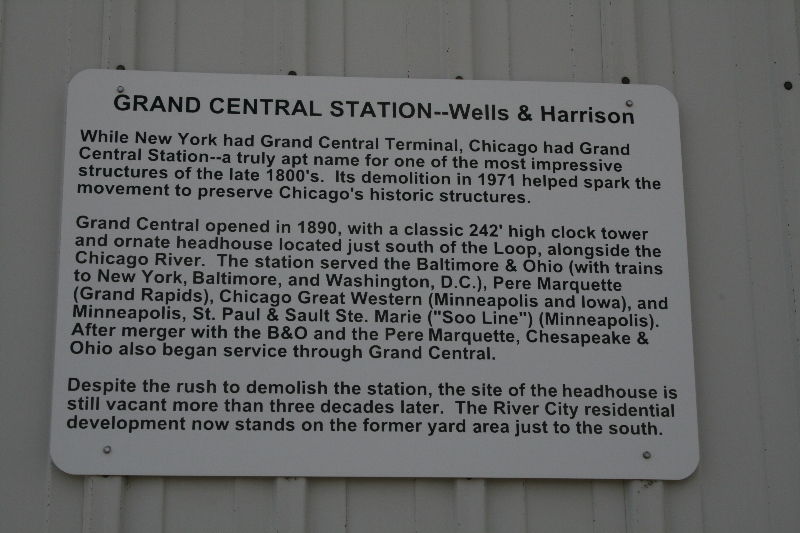 GRAND CENTRAL STATION--Wells & Harrison
While New York had Grand Central Terminal, Chicago had Grand
Central Station--a truly apt name for one of the most impressive
structures of the late 1800's. Its demolition in 1971 helped spark the
movement to preserve Chicago's historic structures.
Grand Central opened in 1890, with a classic 242' high clock tower
and ornate headhouse located just south of the Loop, alongside the
Chicago River. The station served the Baltimore & Ohio (with trains
to New York, Baltimore, and Washington, D.C.), Pere Marquette
(Grand Rapids), Chicago Great Western (Minneapolis and Iowa), and
Minneapolis, St. Paul & Sault Ste. Marie ("Soo Line") (Minneapolis).
After merger with the B&O and the Pere Marquette, Chesapeake &
Ohio also began service through Grand Central.
Despite the rush to demolish the station, the site of the headhouse is
still vacant more than three decades later. The River City residential
development now stands on the former yard area just to the south.